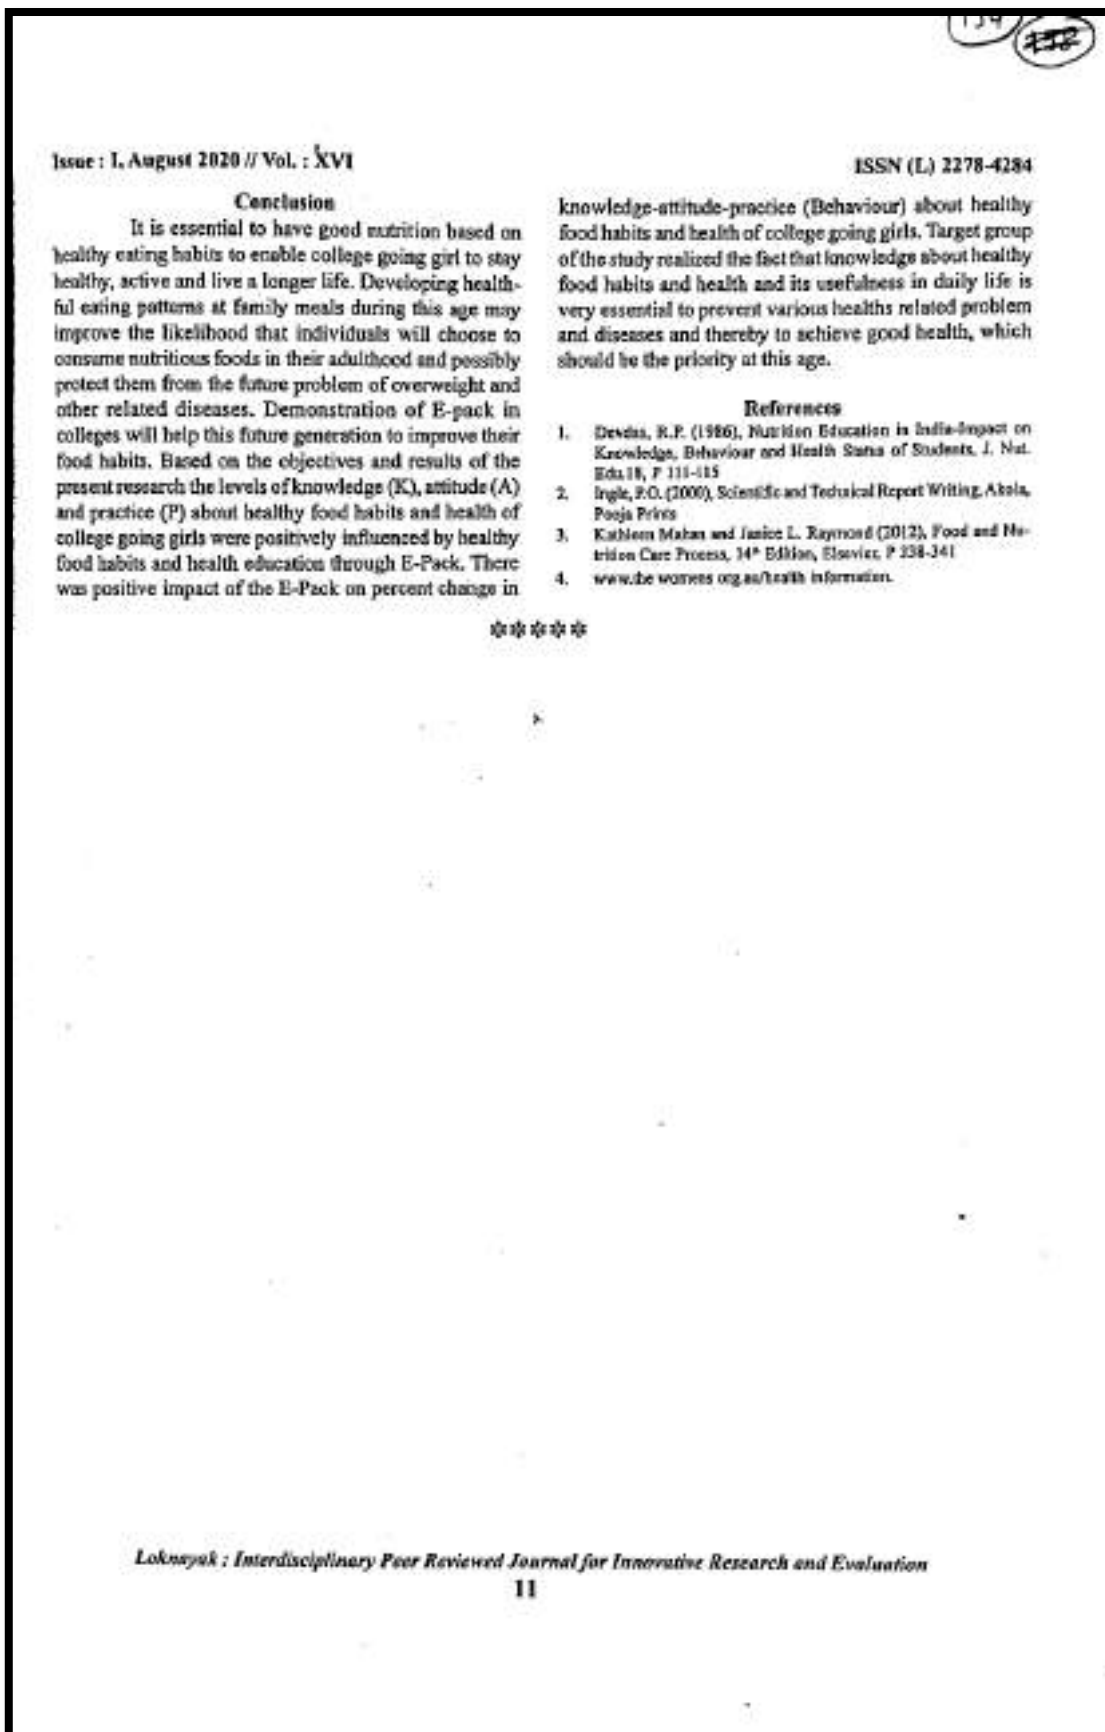 134
Issue : I, August 2020 // Vol. : XVI
ISSN (L) 2278-4284
Conclusion
It is essential to have good nutrition based on
healthy eating habits to enable college going girl to stay
healthy, active and live a longer life. Developing health-
ful eating patterns at family meals during this age may
improve the likelihood that individuals will choose to
consume nutritious foods in their adulthood and possibly
protect them from the future problem of overweight and
other related diseases. Demonstration of E-pack in
colleges will help this future generation to improve their
food habits. Based on the objectives and results of the
present research the levels of knowledge (K), attitude (A)
and practice (P) about healthy food habits and health of
college going girls were positively influenced by healthy
food habits and health education through E-Pack. There
was positive impact of the E-Pack on percent change in
knowledge-attitude-practice (Behaviour) about healthy
food habits and health of college going girls. Target group
of the study realized the fact that knowledge about healthy
food habits and health and its usefulness in daily life is
very essential to prevent various healths related problem
and diseases and thereby to achieve good health, which
should be the priority at this age.
References
1. Devdas, R.P. (1986), Nutrition Education in India-Impact on
Knowledge, Behaviour and Health Status of Students, J. Nut.
Edu.18, P 111-115
2. Ingle, P.O. (2000), Scientific and Technical Report Writing, Akola,
Pooja Prints
3. Kathleen Mahan and Janice L. Raymond (2012), Food and Nu-
trition Care Process, 14th Edition, Elsevier, P 238-241
4. www.the womens org.au/health information.
*****
Loknayak : Interdisciplinary Peer Reviewed Journal for Innovative Research and Evaluation
11